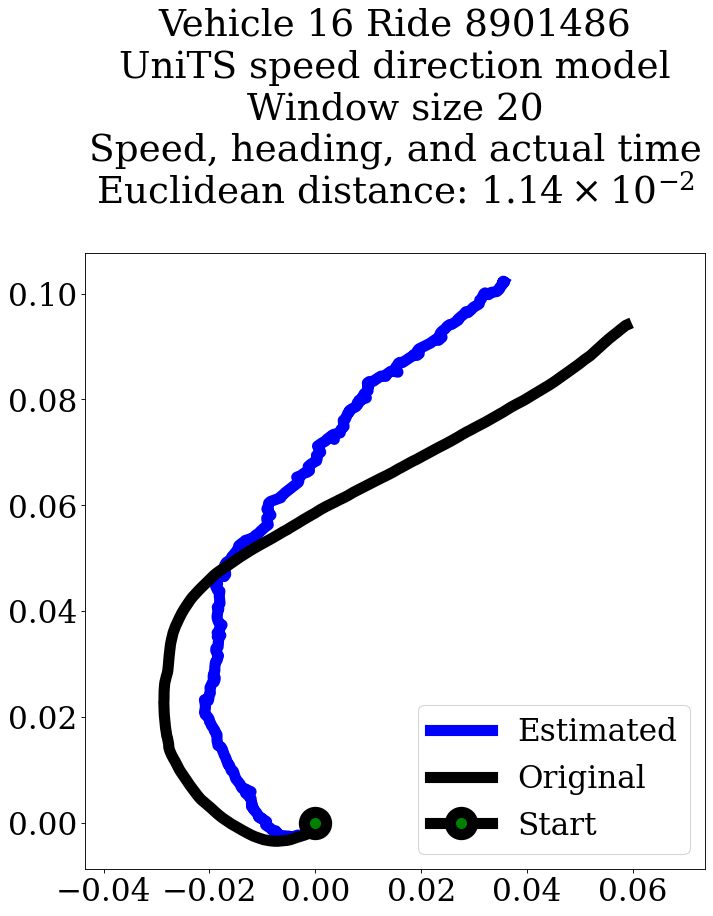 Vehicle 16 Ride 8901486
UniTS speed direction model
Window size 20
Speed, heading, and actual time
Euclidean distance: 1.14 × 10⁻²
0.10
0.08
0.06
0.04
0.02
0.00
Estimated
Original
Start
−0.04 −0.02 0.00 0.02 0.04 0.06